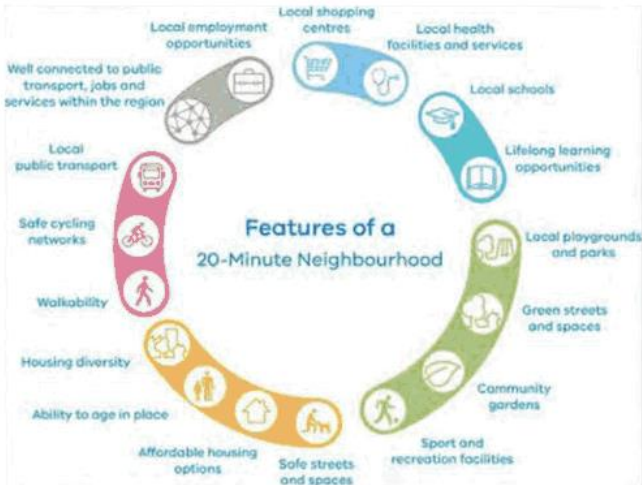 Local shopping
centres
Local health
facilities and services
Local schools
Lifelong learning
opportunities
Local playgrounds
and parks
Green streets
and spaces
Community
gardens
Sport and
recreation facilities
Safe streets
and spaces
Affordable housing
options
Ability to age in place
Housing diversity
Walkability
Safe cycling
networks
Local
public transport
Well connected to public
transport, jobs and
services within the region
Local employment
opportunities
Features of a
20-Minute Neighbourhood